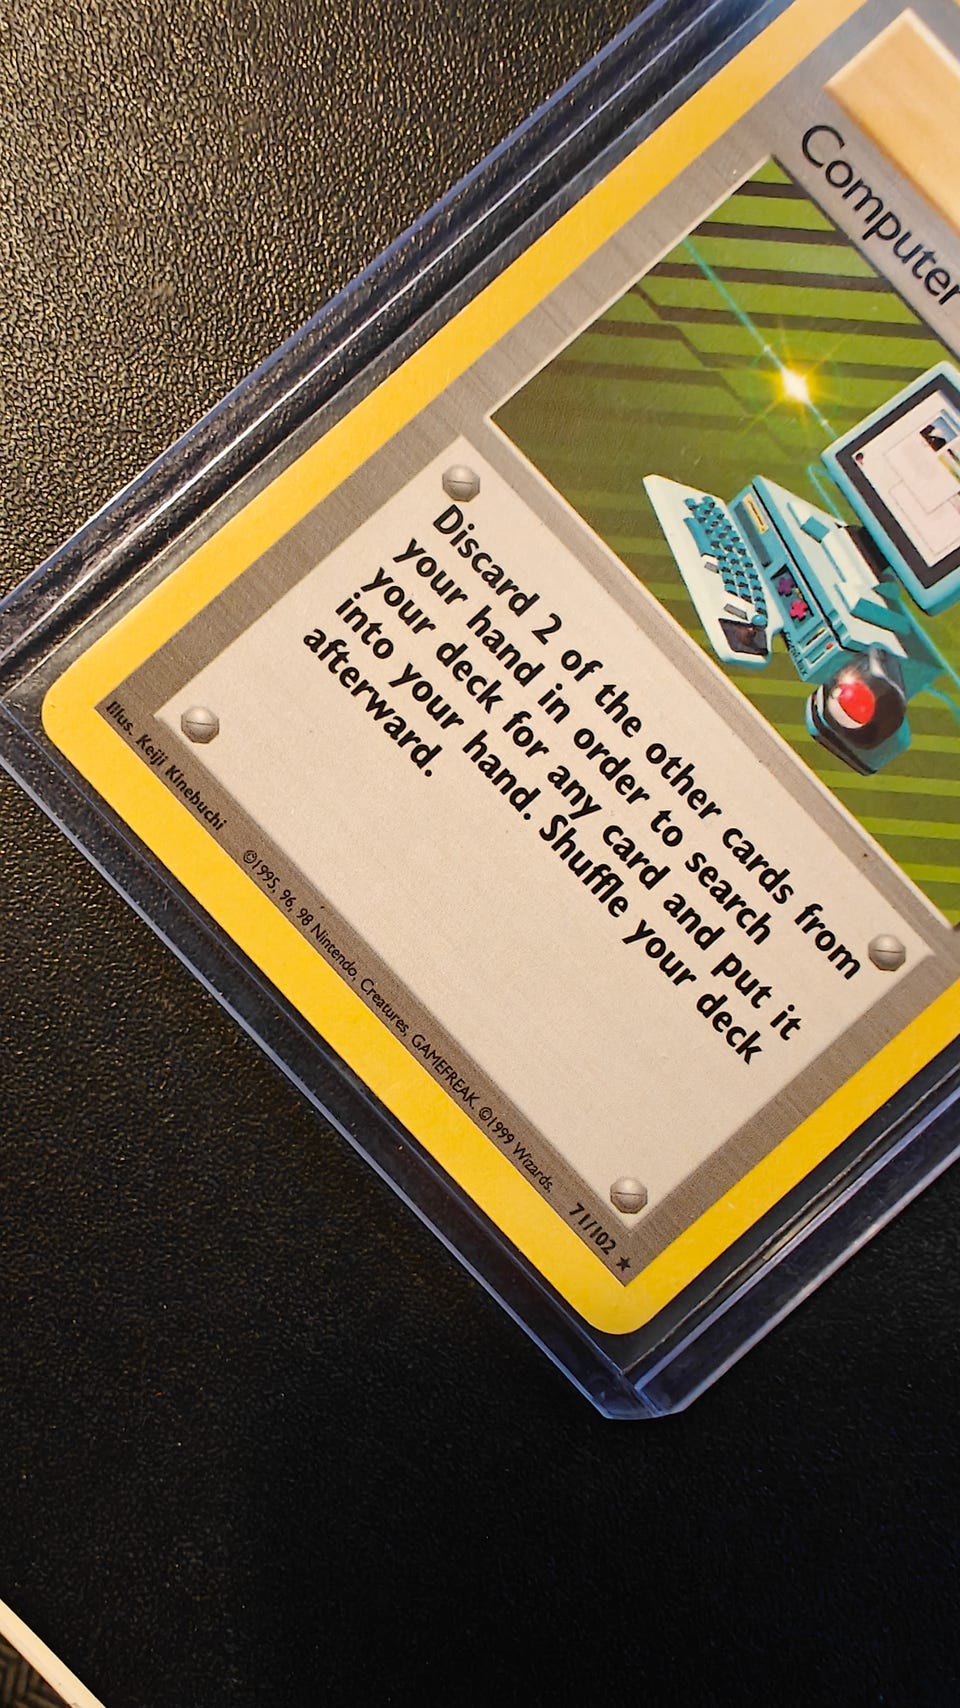 Computer
Discard 2 of the other cards from
your hand in order to search
your deck for any card and put it
into your hand. Shuffle your deck
afterward.
Illus. Keiji Kinebuchi
©1995, 96, 98 Nintendo, Creatures, GAMEFREAK. ©1999 Wizards.
71/102 ★